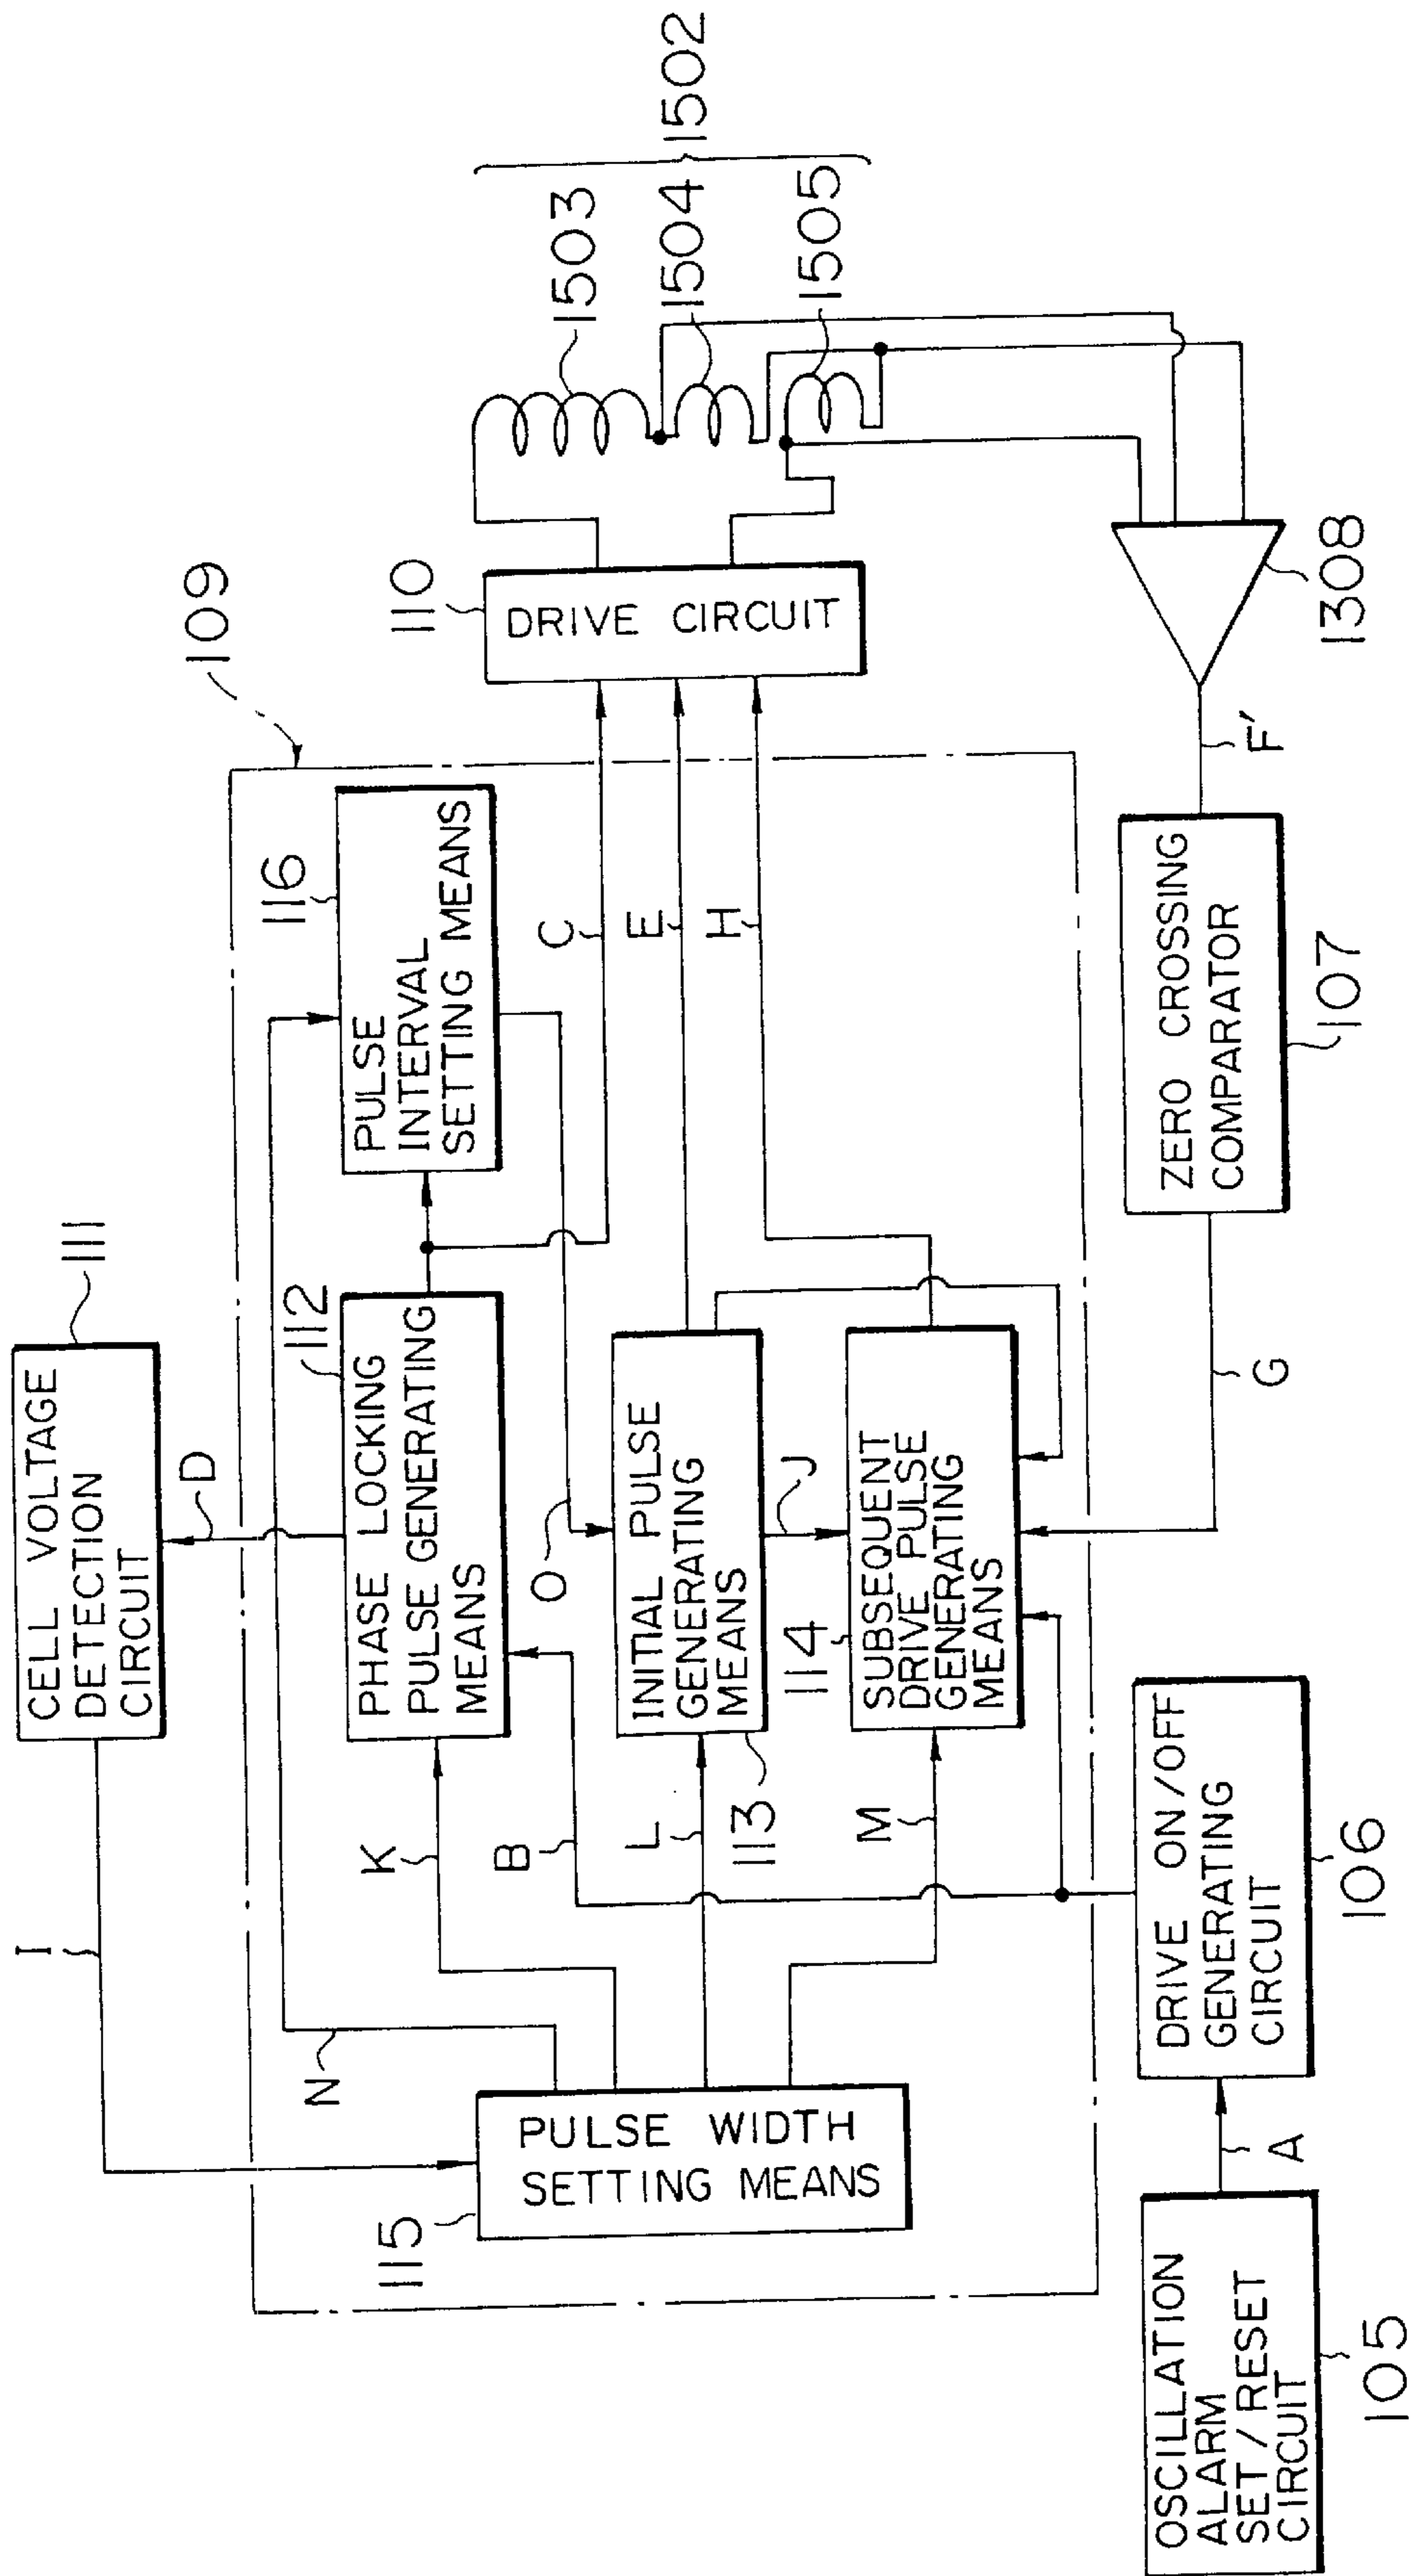 111
CELL VOLTAGE
DETECTION
CIRCUIT
109
I
D
N
112
PHASE LOCKING
PULSE GENERATING
MEANS
116
PULSE
INTERVAL
SETTING MEANS
K
B
O
C
E
H
110
DRIVE CIRCUIT
1502
1503
1504
1505
115
PULSE WIDTH
SETTING MEANS
L
113
INITIAL PULSE
GENERATING
MEANS
J
M
114
SUBSEQUENT
DRIVE PULSE
GENERATING
MEANS
G
F'
1308
ZERO CROSSING
COMPARATOR
107
DRIVE ON/OFF
GENERATING
CIRCUIT
106
A
OSCILLATION
ALARM
SET/RESET
CIRCUIT
105